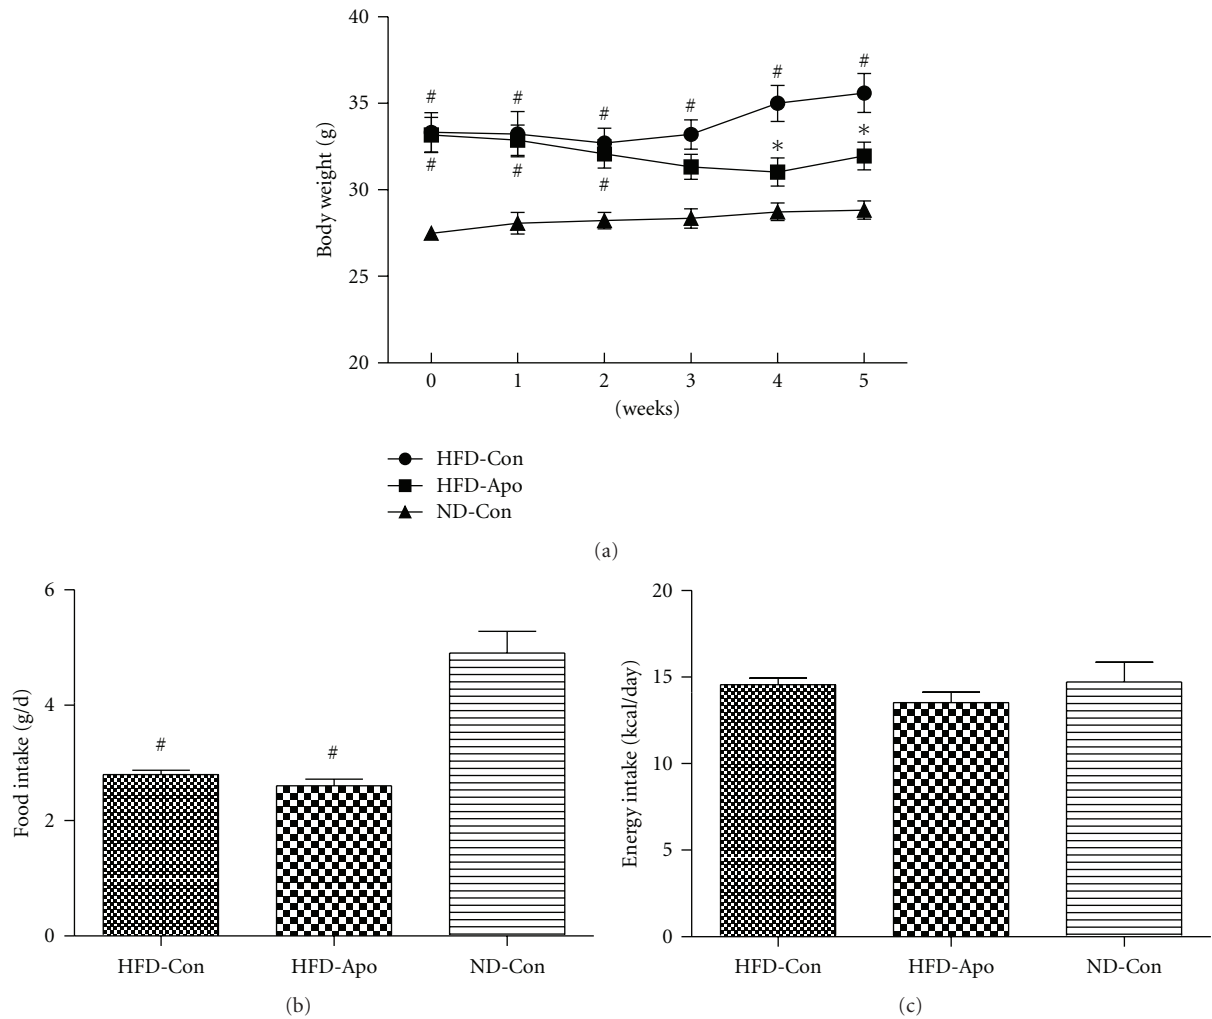 40
35
30
25
20
Body weight (g)
# # # # # #
* *
# # #
0 1 2 3 4 5
(weeks)
HFD-Con
HFD-Apo
ND-Con
(a)
6
4
2
0
Food intake (g/d)
# #
HFD-Con HFD-Apo ND-Con
(b)
20
15
10
5
0
Energy intake (kcal/day)
HFD-Con HFD-Apo ND-Con
(c)